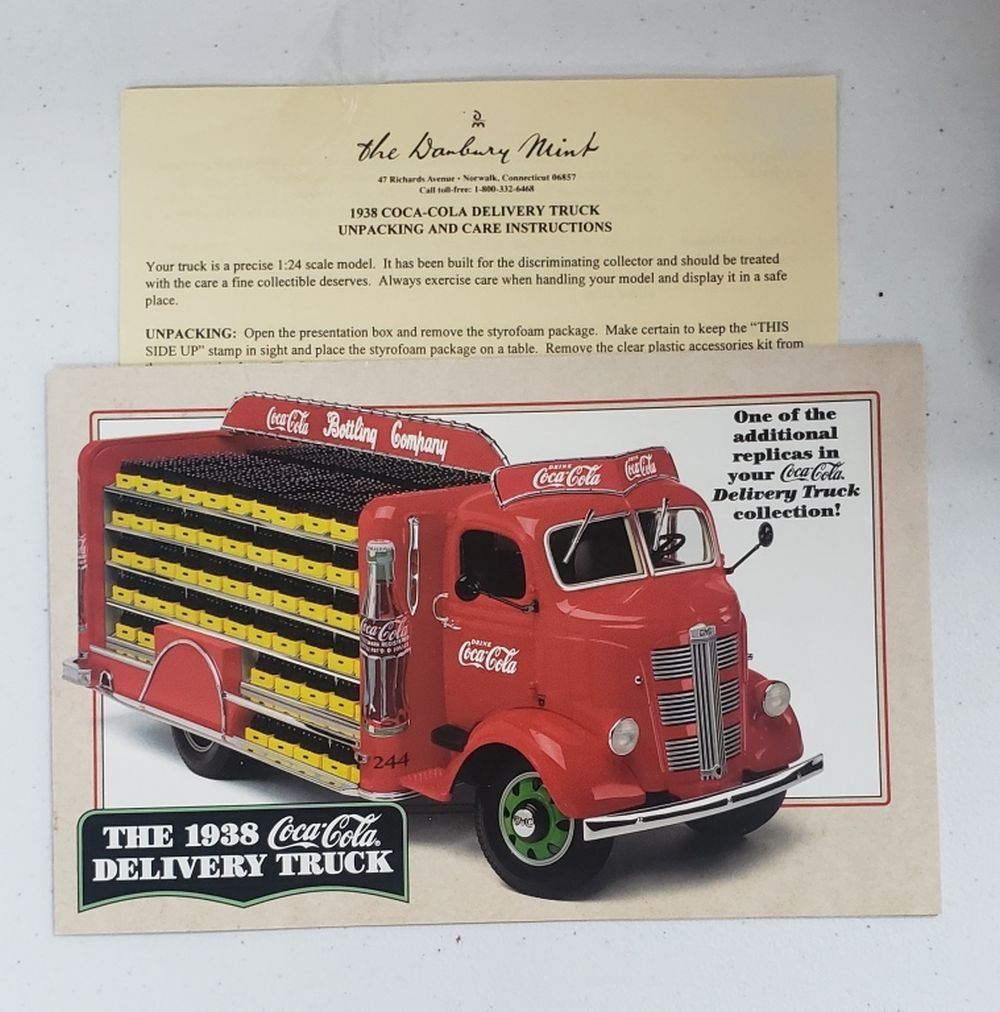 the Danbury Mint
47 Richards Avenue • Norwalk, Connecticut 06857
Call toll-free: 1-800-332-6468
1938 COCA-COLA DELIVERY TRUCK
UNPACKING AND CARE INSTRUCTIONS
Your truck is a precise 1:24 scale model. It has been built for the discriminating collector and should be treated
with the care a fine collectible deserves. Always exercise care when handling your model and display it in a safe
place.
UNPACKING: Open the presentation box and remove the styrofoam package. Make certain to keep the “THIS
SIDE UP” stamp in sight and place the styrofoam package on a table. Remove the clear plastic accessories kit from
One of the
additional
replicas in
your Coca-Cola
Delivery Truck
collection!
Coca-Cola Bottling Company
DRINK
Coca-Cola
Coca-Cola
GMC
Coca-Cola
DRINK
Coca-Cola
244
GMC
THE 1938 Coca-Cola®
DELIVERY TRUCK